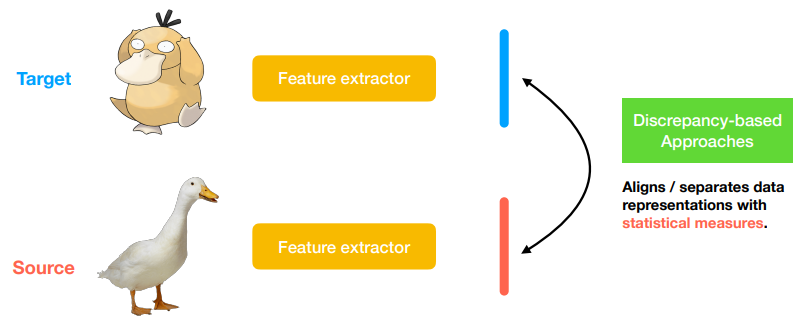 Target
Feature extractor
Discrepancy-based
Approaches
Aligns / separates data
representations with
statistical measures.
Source
Feature extractor